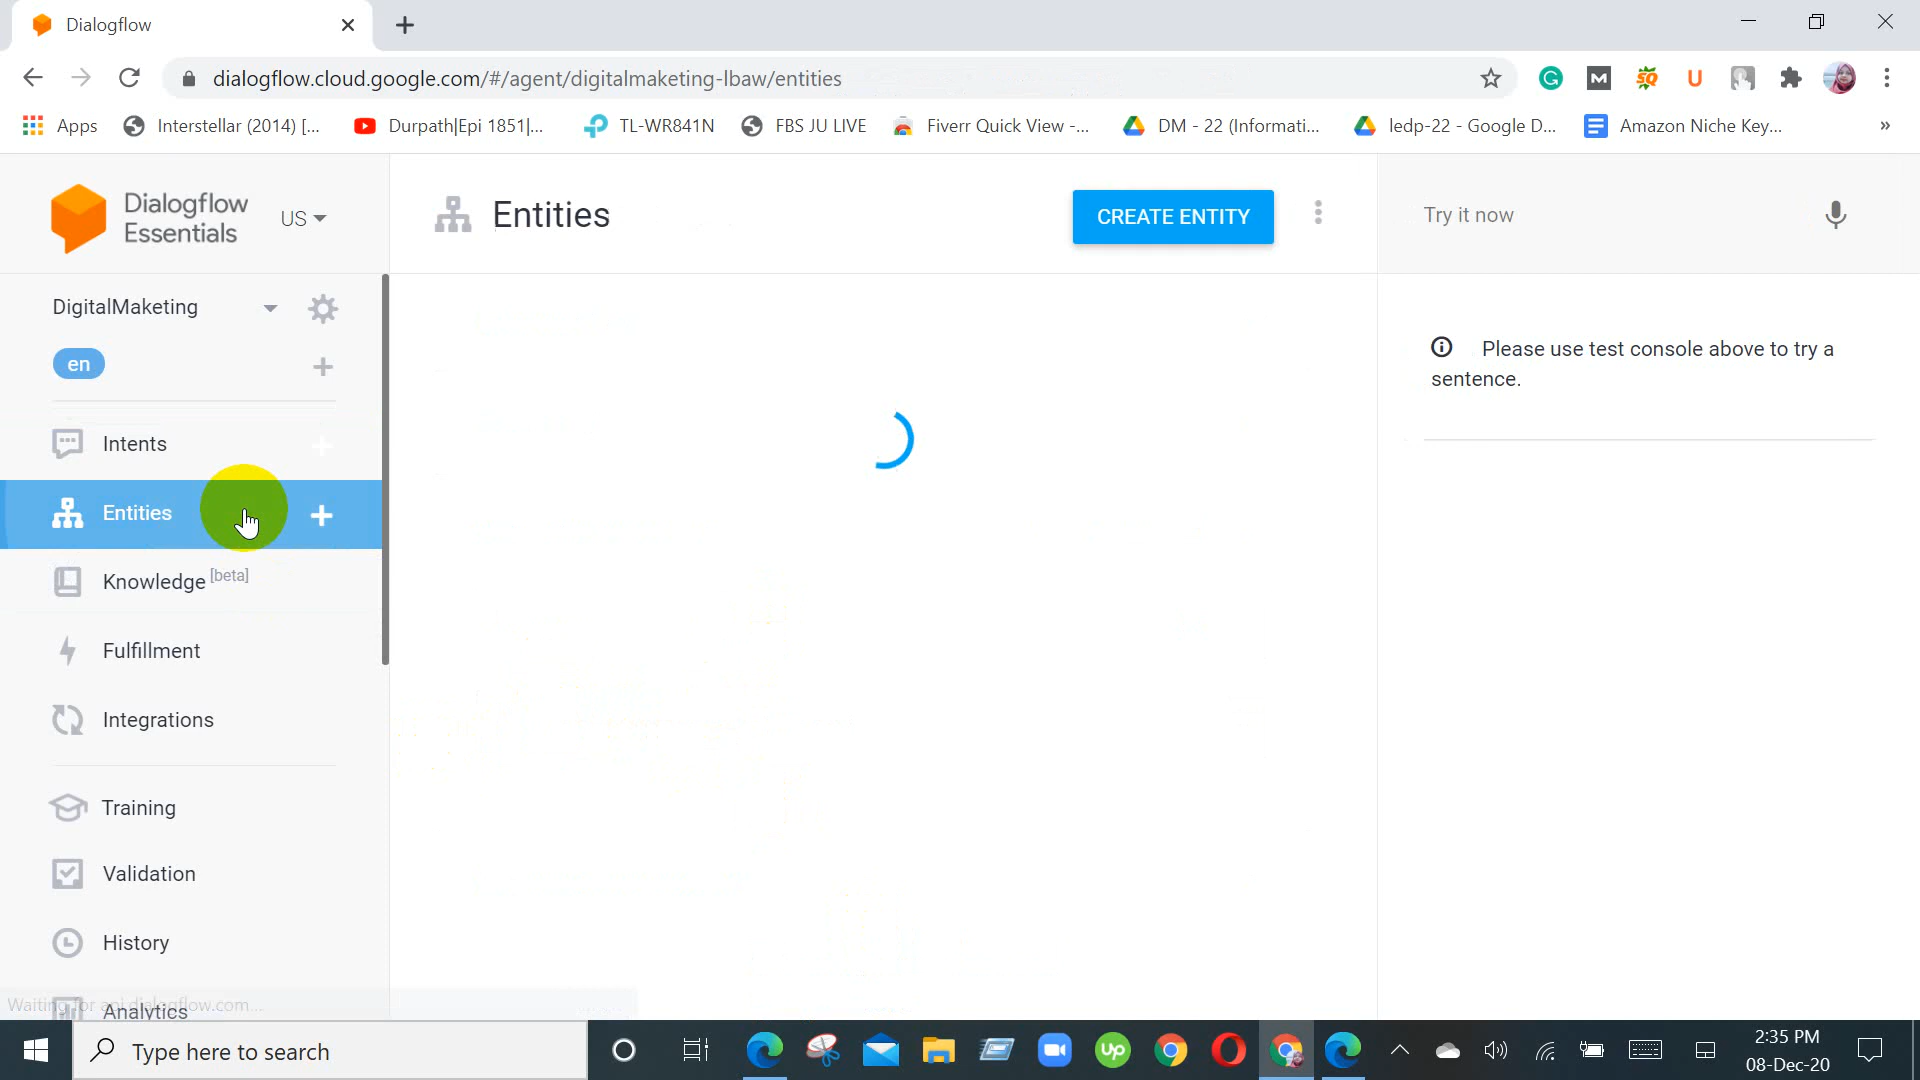 Dialogflow
dialogflow.cloud.google.com/#/agent/digitalmaketing-lbaw/entities
Apps
Interstellar (2014) [...
Durpath|Epi 1851|...
TL-WR841N
FBS JU LIVE
Fiverr Quick View -...
DM - 22 (Informati...
ledp-22 - Google D...
Amazon Niche Key...
»
Dialogflow
Essentials
US
Entities
CREATE ENTITY
Try it now
DigitalMaketing
en
Please use test console above to try a
sentence.
Intents
Entities
Knowledge [beta]
Fulfillment
Integrations
Training
Validation
History
Waiting for api.dialogflow.com...
Analytics
Type here to search
2:35 PM
08-Dec-20